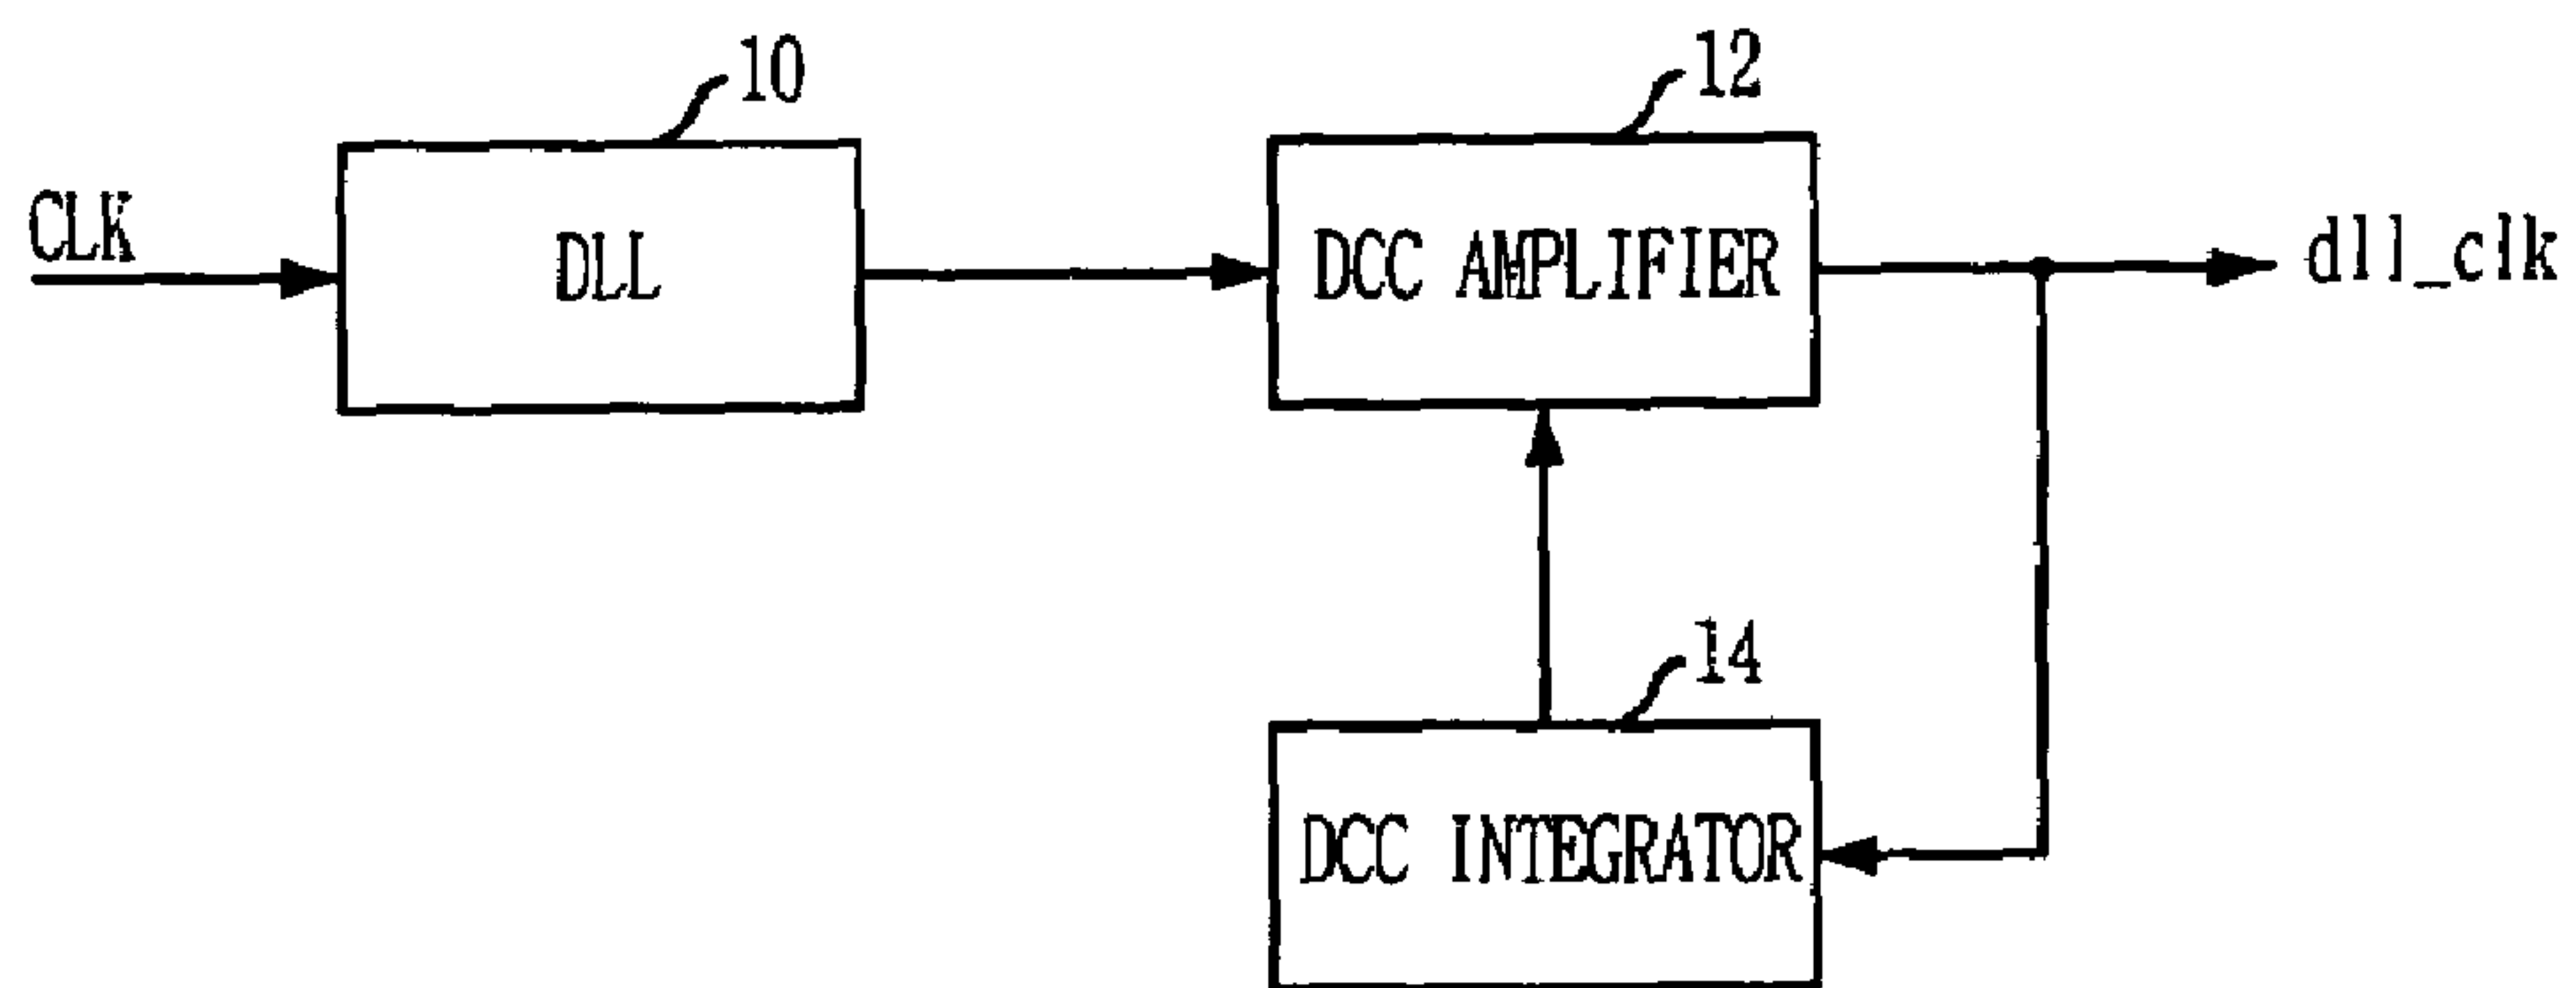 10
12
CLK
DLL
DCC AMPLIFIER
dll_clk
14
DCC INTEGRATOR